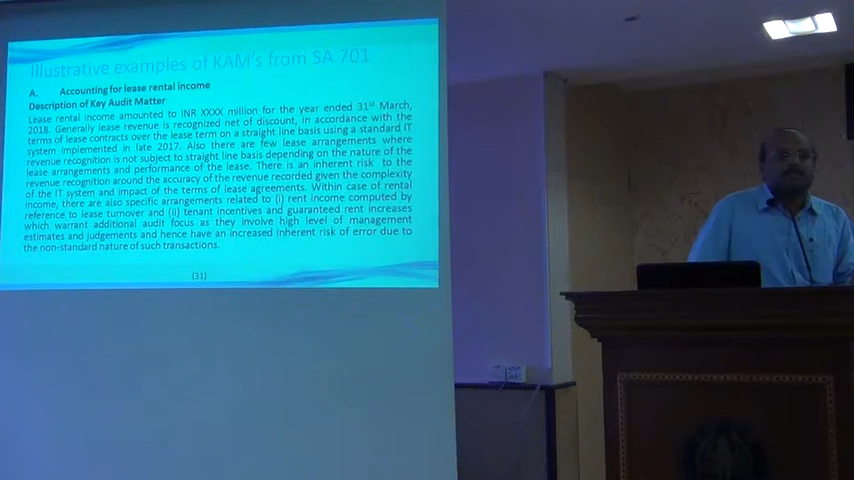 Illustrative examples of KAM's from SA 701
A. Accounting for lease rental income
Description of Key Audit Matter
Lease rental income amounted to INR XXXX million for the year ended 31st March,
2018. Generally lease revenue is recognized net of discount, in accordance with the
terms of lease contracts over the lease term on a straight line basis using a standard IT
system implemented in late 2017. Also there are few lease arrangements where
revenue recognition is not subject to straight line basis depending on the nature of the
lease arrangements and performance of the lease. There is an inherent risk to the
revenue recognition around the accuracy of the revenue recorded given the complexity
of the IT system and impact of the terms of lease agreements. Within case of rental
income, there are also specific arrangements related to (i) rent income computed by
reference to lease turnover and (ii) tenant incentives and guaranteed rent increases
which warrant additional audit focus as they involve high level of management
estimates and judgements and hence have an increased inherent risk of error due to
the non-standard nature of such transactions.
(31)